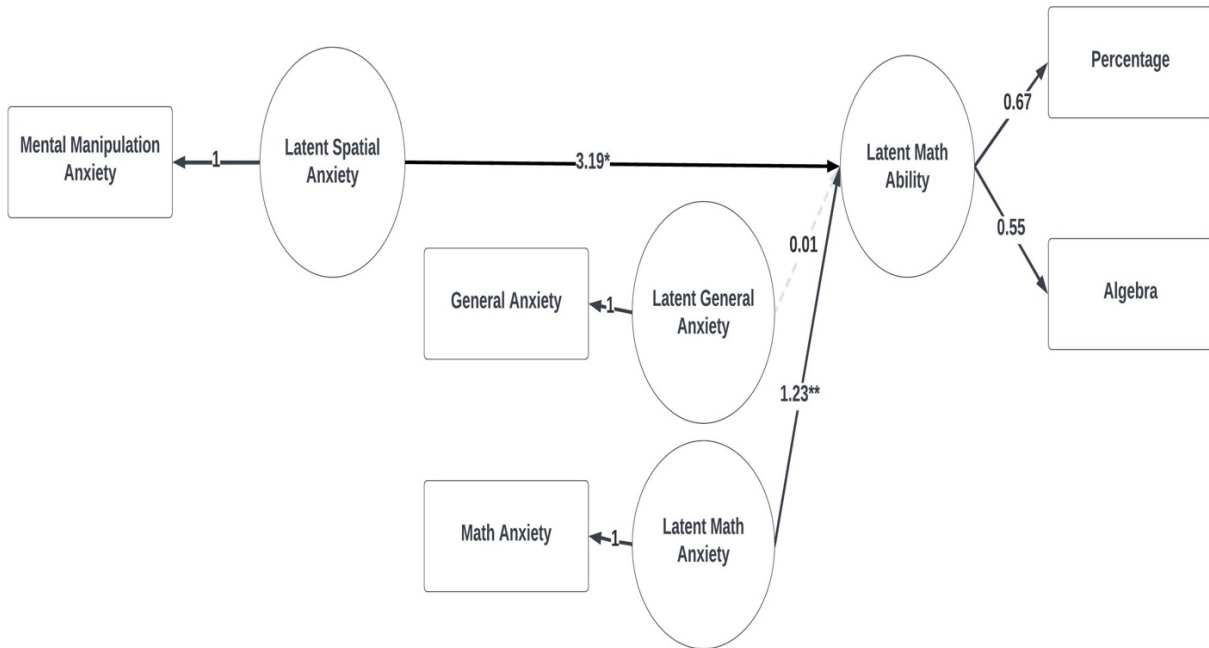 Percentage
0.67
Mental Manipulation
Anxiety
1
Latent Spatial
Anxiety
3.19*
Latent Math
Ability
0.55
General Anxiety
1
Latent General
Anxiety
0.01
Algebra
1.23**
Math Anxiety
1
Latent Math
Anxiety